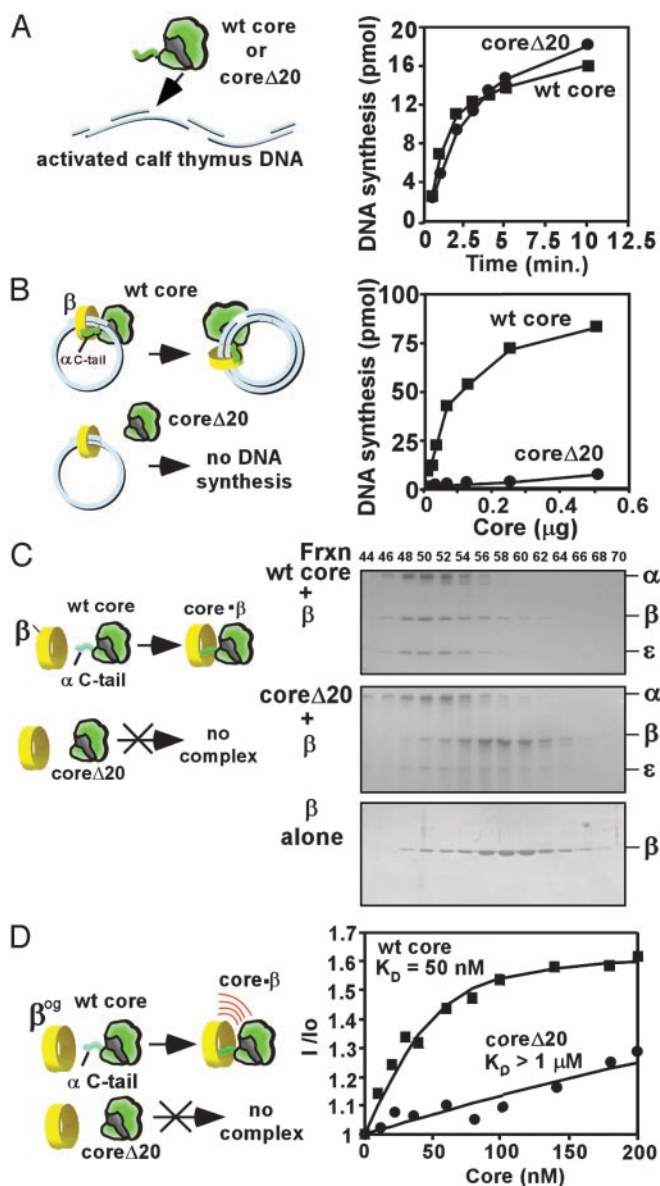 A
wt core
or
coreΔ20
activated calf thymus DNA
DNA synthesis (pmol)
20
16
12
8
4
0
coreΔ20
wt core
0 2.5 5 7.5 10 12.5
Time (min.)
B
β
wt core
α C-tail
coreΔ20
no DNA
synthesis
DNA synthesis (pmol)
100
75
50
25
0
wt core
coreΔ20
0 0.2 0.4 0.6
Core (μg)
C
β
wt core
core·β
α C-tail
coreΔ20
no
complex
Frxn 44 46 48 50 52 54 56 58 60 62 64 66 68 70
wt core
+
β
α
β
ε
coreΔ20
+
β
α
β
ε
β
alone
β
D
βog
wt core
core·β
α C-tail
coreΔ20
no
complex
I/Io
1.7
1.6
1.5
1.4
1.3
1.2
1.1
1
wt core
KD = 50 nM
coreΔ20
KD > 1 μM
0 50 100 150 200
Core (nM)